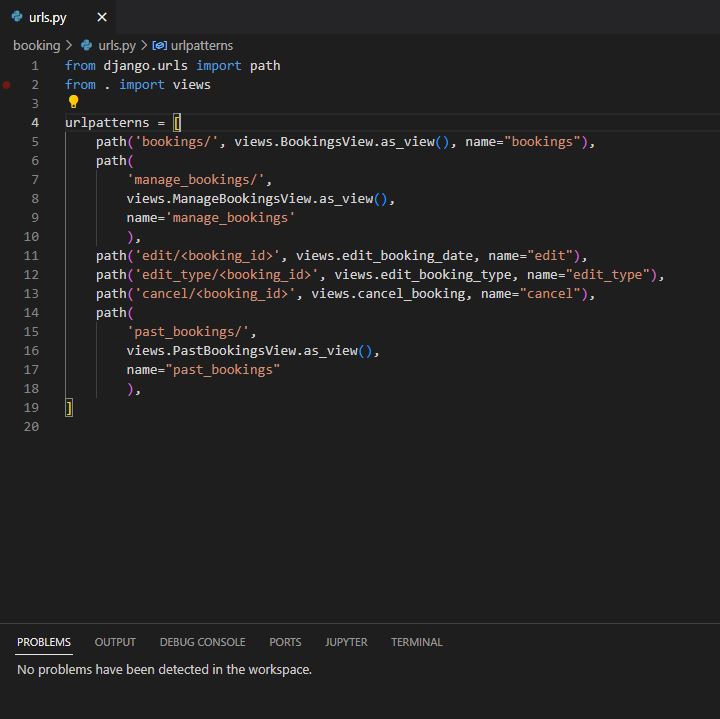 urls.py
booking > urls.py > urlpatterns
1 from django.urls import path
2 from . import views
3
4 urlpatterns = [
5     path('bookings/', views.BookingsView.as_view(), name="bookings"),
6     path(
7         'manage_bookings/',
8         views.ManageBookingsView.as_view(),
9         name='manage_bookings'
10         ),
11     path('edit/<booking_id>', views.edit_booking_date, name="edit"),
12     path('edit_type/<booking_id>', views.edit_booking_type, name="edit_type"),
13     path('cancel/<booking_id>', views.cancel_booking, name="cancel"),
14     path(
15         'past_bookings/',
16         views.PastBookingsView.as_view(),
17         name="past_bookings"
18         ),
19 ]
20
PROBLEMS OUTPUT DEBUG CONSOLE PORTS JUPYTER TERMINAL
No problems have been detected in the workspace.